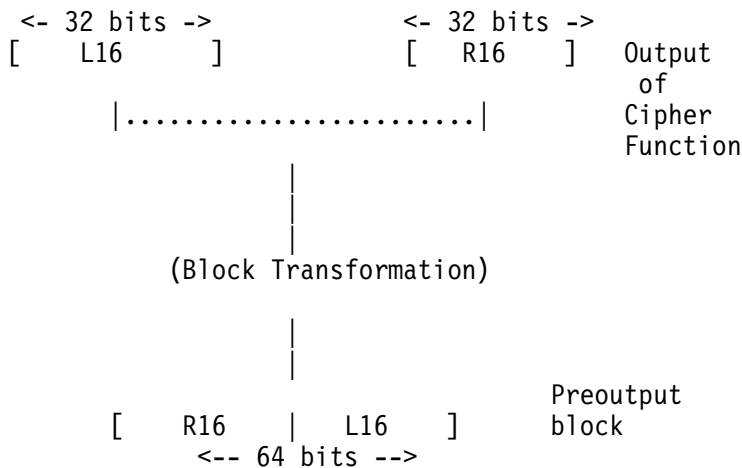 <- 32 bits -> <- 32 bits ->
[ L16 ] [ R16 ] Output
of
|........................| Cipher
Function
|
|
|
(Block Transformation)
|
|
Preoutput
[ R16 | L16 ] block
<-- 64 bits -->